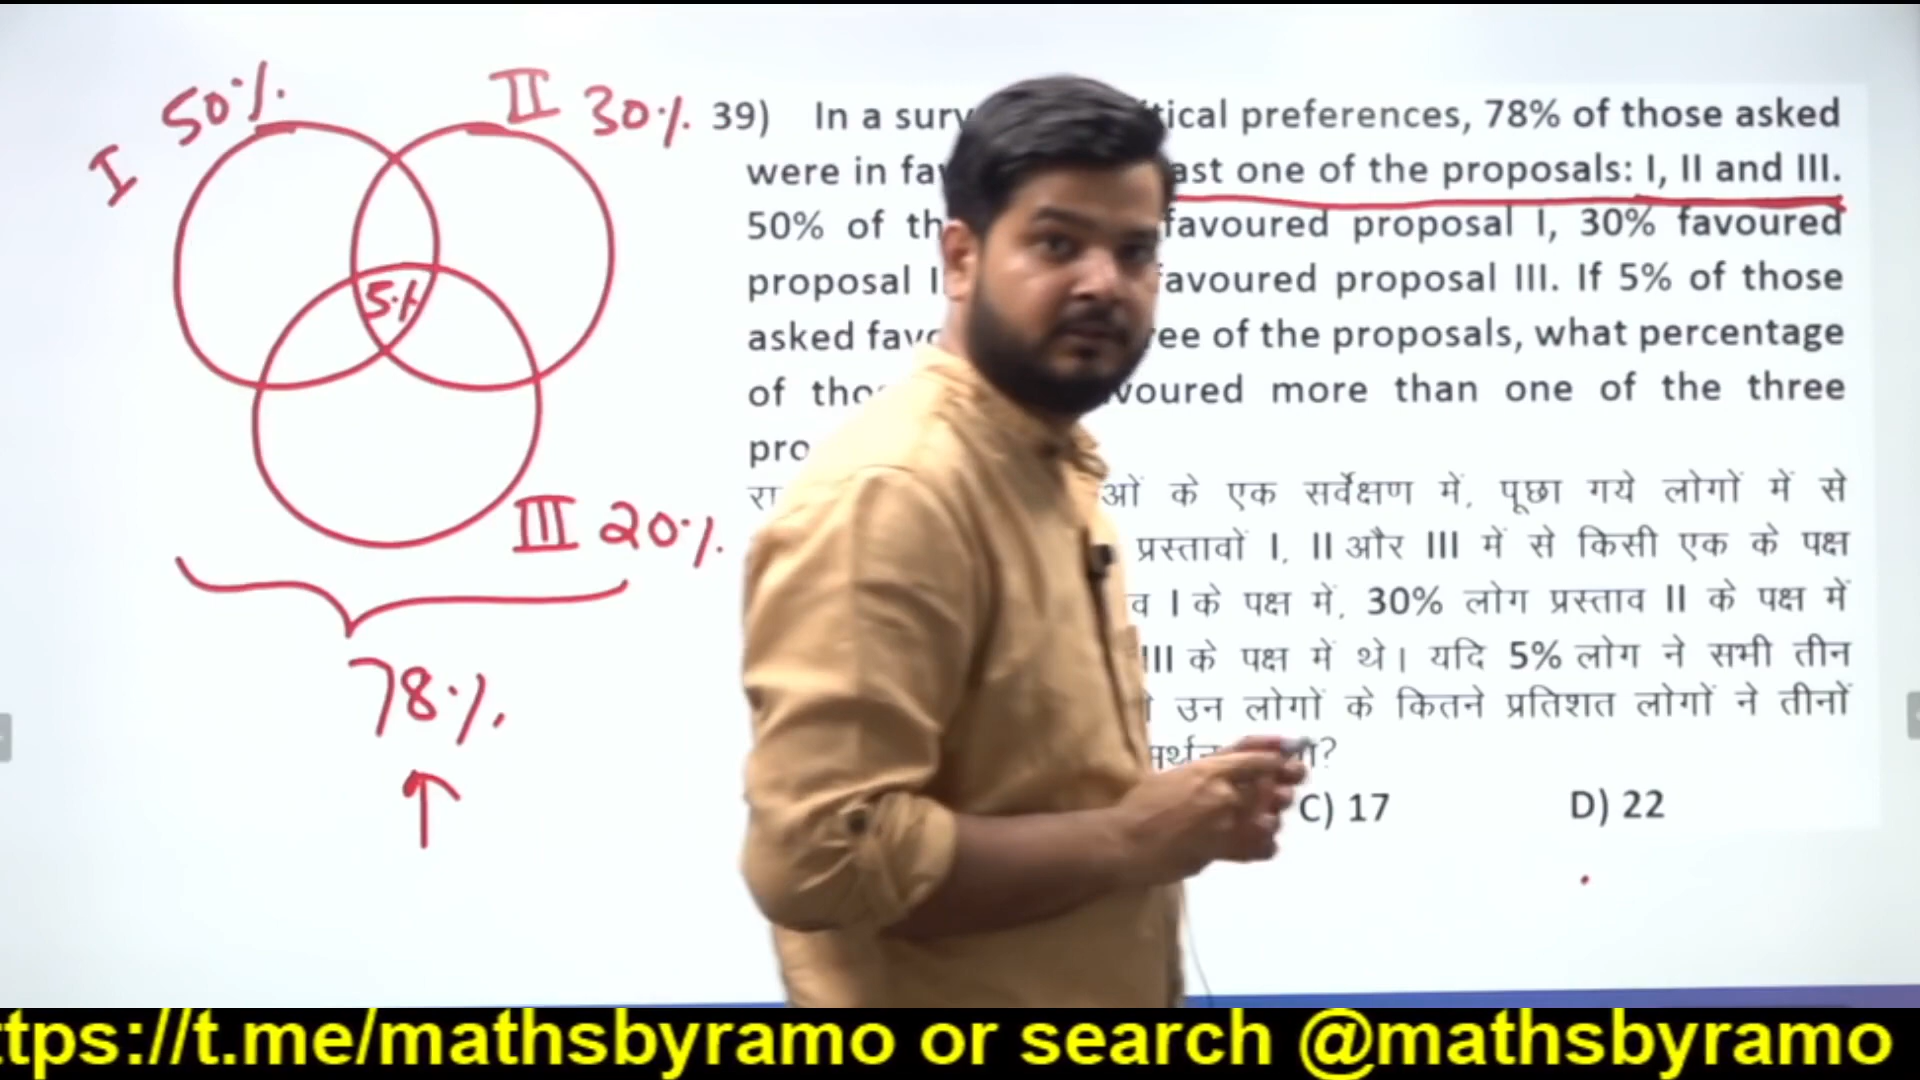 I 50%
II 30%
5%
III 20%
78%
39) In a surv tical preferences, 78% of those asked
were in fav ast one of the proposals: I, II and III.
50% of th favoured proposal I, 30% favoured
proposal I avoured proposal III. If 5% of those
asked favo ee of the proposals, what percentage
of tho voured more than one of the three
pro
रा ओं के एक सर्वेक्षण में, पूछा गये लोगों में से
प्रस्तावों I, II और III में से किसी एक के पक्ष
व I के पक्ष में, 30% लोग प्रस्ताव II के पक्ष में
III के पक्ष में थे। यदि 5% लोग ने सभी तीन
उन लोगों के कितने प्रतिशत लोगों ने तीनों
C) 17 D) 22
ttps://t.me/mathsbyramo or search @mathsbyramo